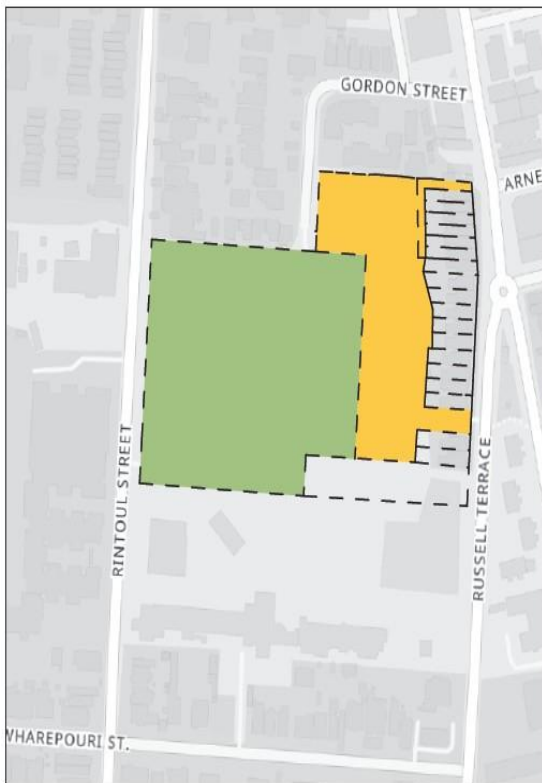 GORDON STREET
ARNE
RINTOUL STREET
RUSSELL TERRACE
WHAREPOURI ST.